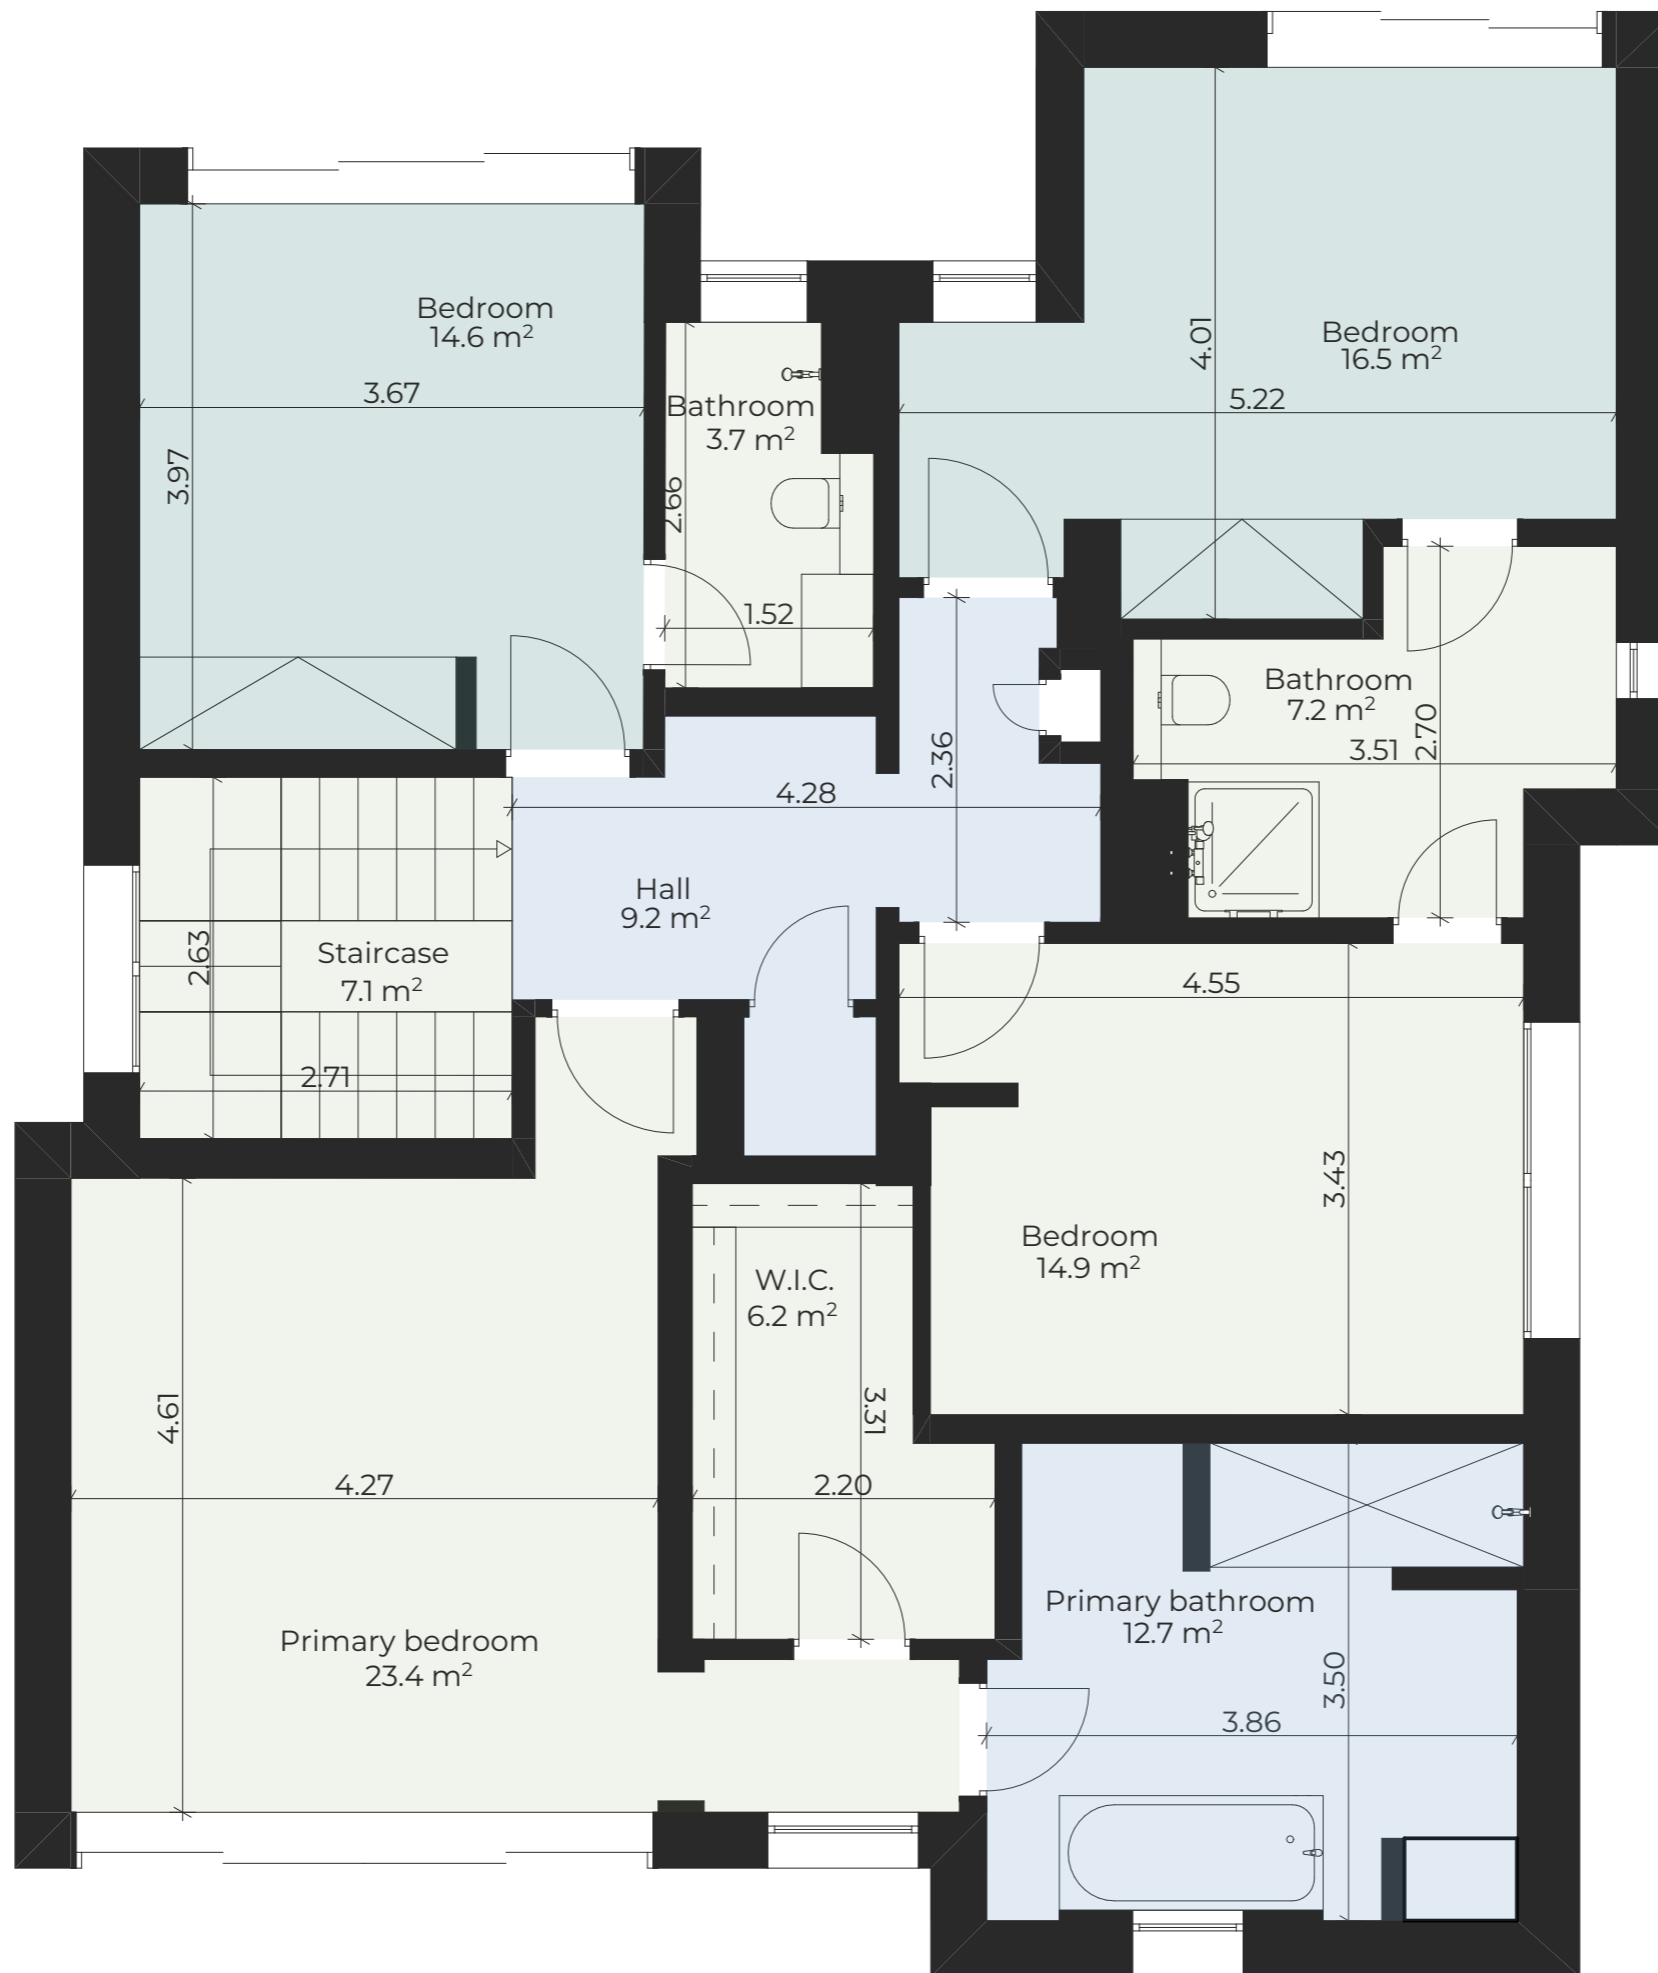 Bedroom
14.6 m²
3.67
3.97
Bathroom
3.7 m²
2.66
1.52
Bedroom
16.5 m²
4.01
5.22
Bathroom
7.2 m²
3.51
2.70
2.36
4.28
Hall
9.2 m²
Staircase
7.1 m²
2.63
2.71
4.55
3.43
Bedroom
14.9 m²
W.I.C.
6.2 m²
3.31
2.20
4.61
4.27
Primary bedroom
23.4 m²
Primary bathroom
12.7 m²
3.50
3.86